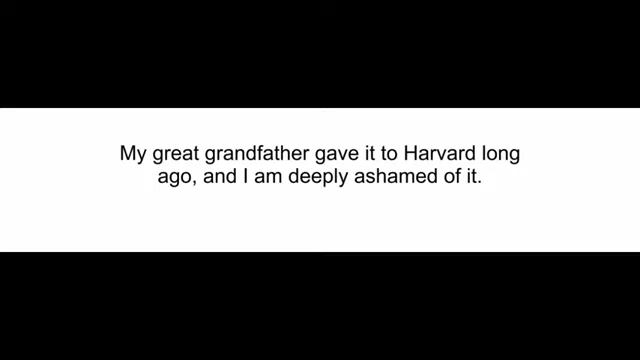 My great grandfather gave it to Harvard long
ago, and I am deeply ashamed of it.